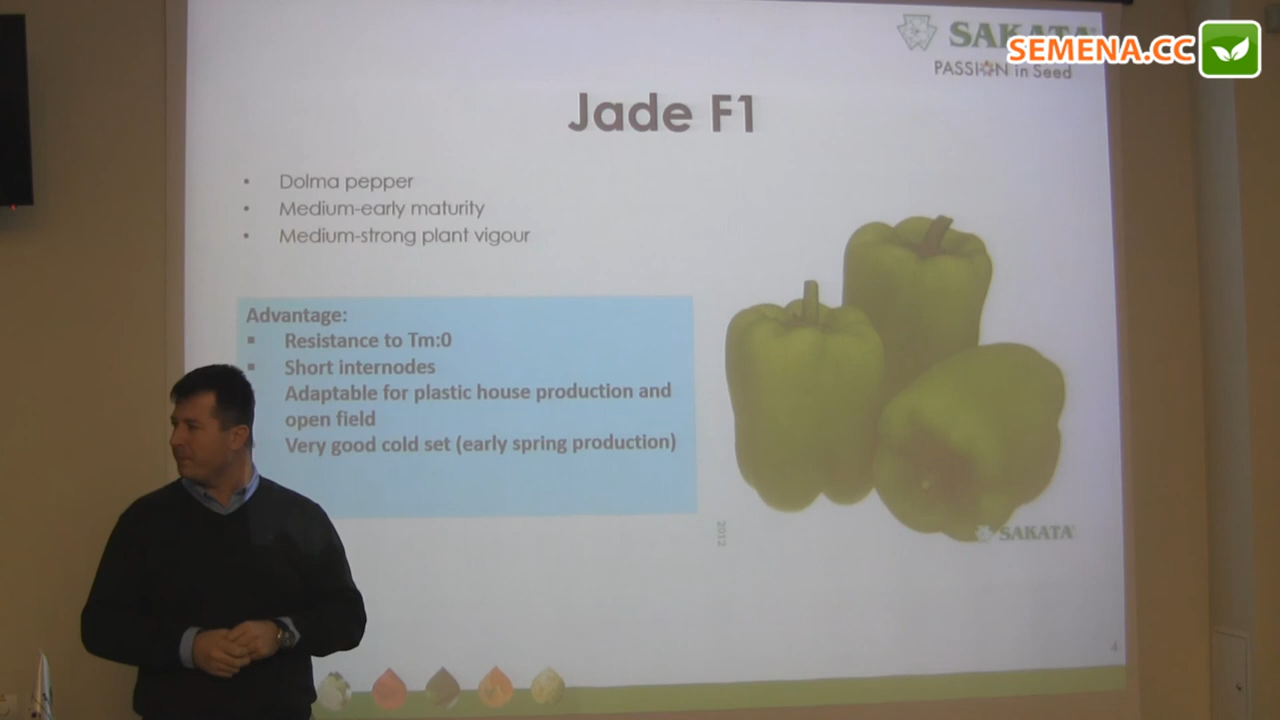 SAKATA
SEMENA.CC
PASSION in Seed
Jade F1
• Dolma pepper
• Medium-early maturity
• Medium-strong plant vigour
Advantage:
▪ Resistance to Tm:0
▪ Short internodes
Adaptable for plastic house production and
open field
Very good cold set (early spring production)
2012
SAKATA
4